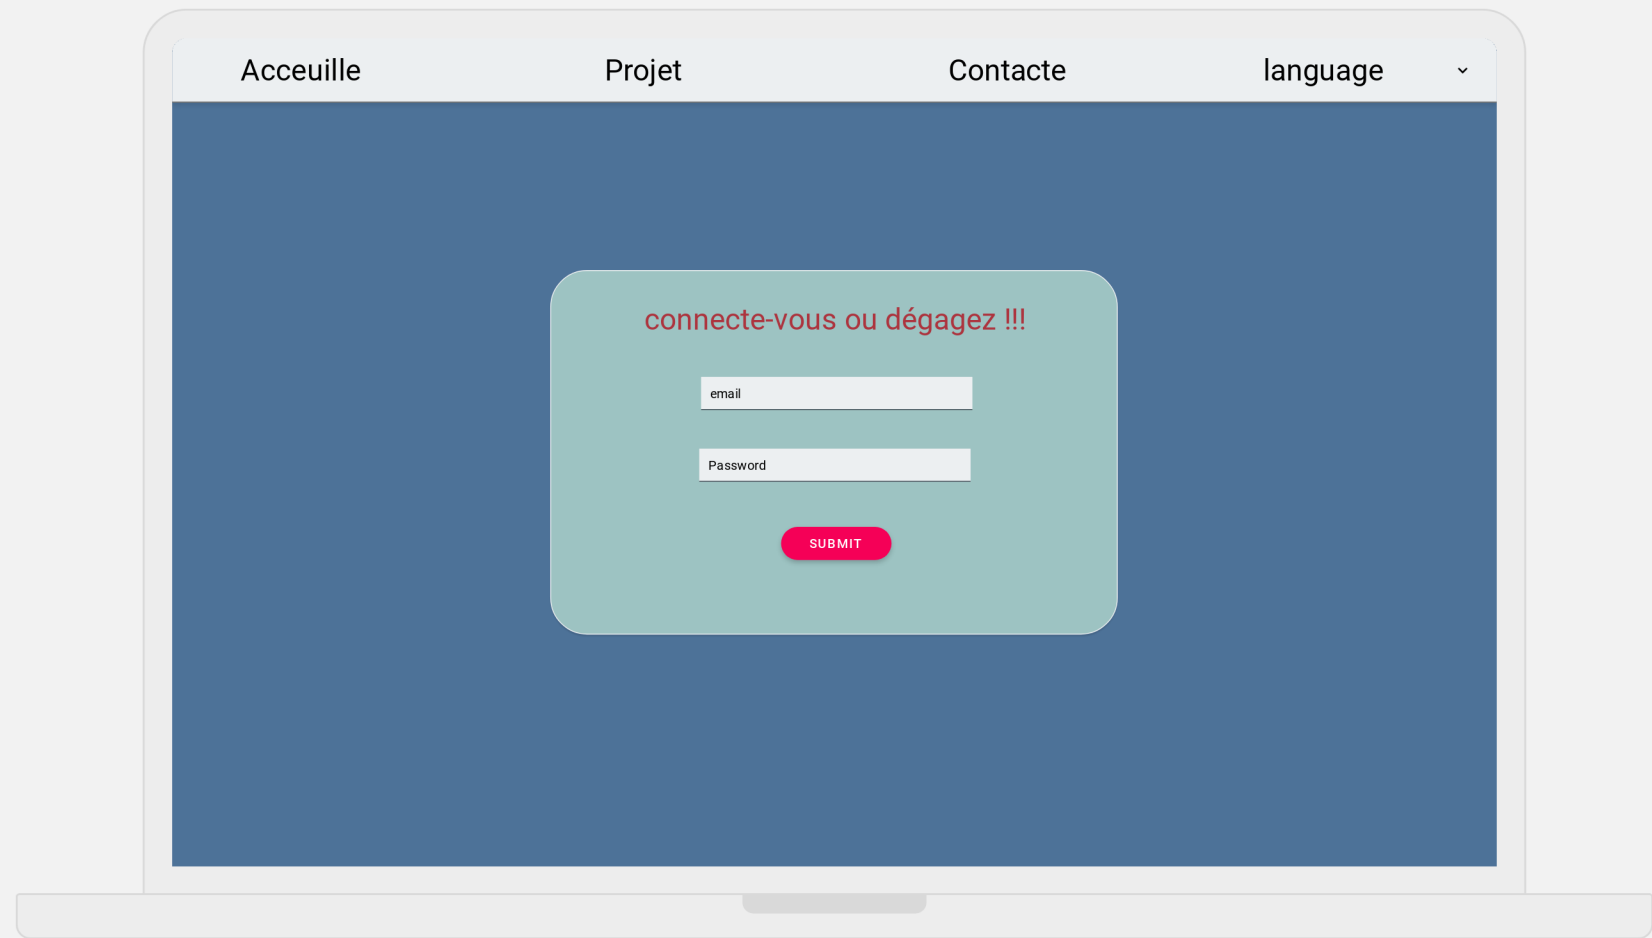 Acceuille Projet Contacte language
connecte-vous ou dégagez !!!
email
Password
SUBMIT